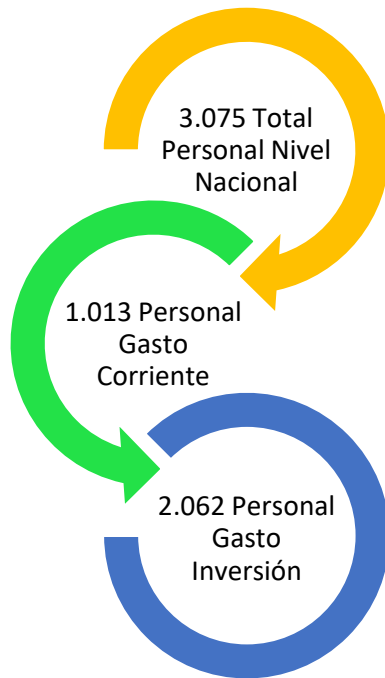 3.075 Total
Personal Nivel
Nacional
1.013 Personal
Gasto
Corriente
2.062 Personal
Gasto
Inversión